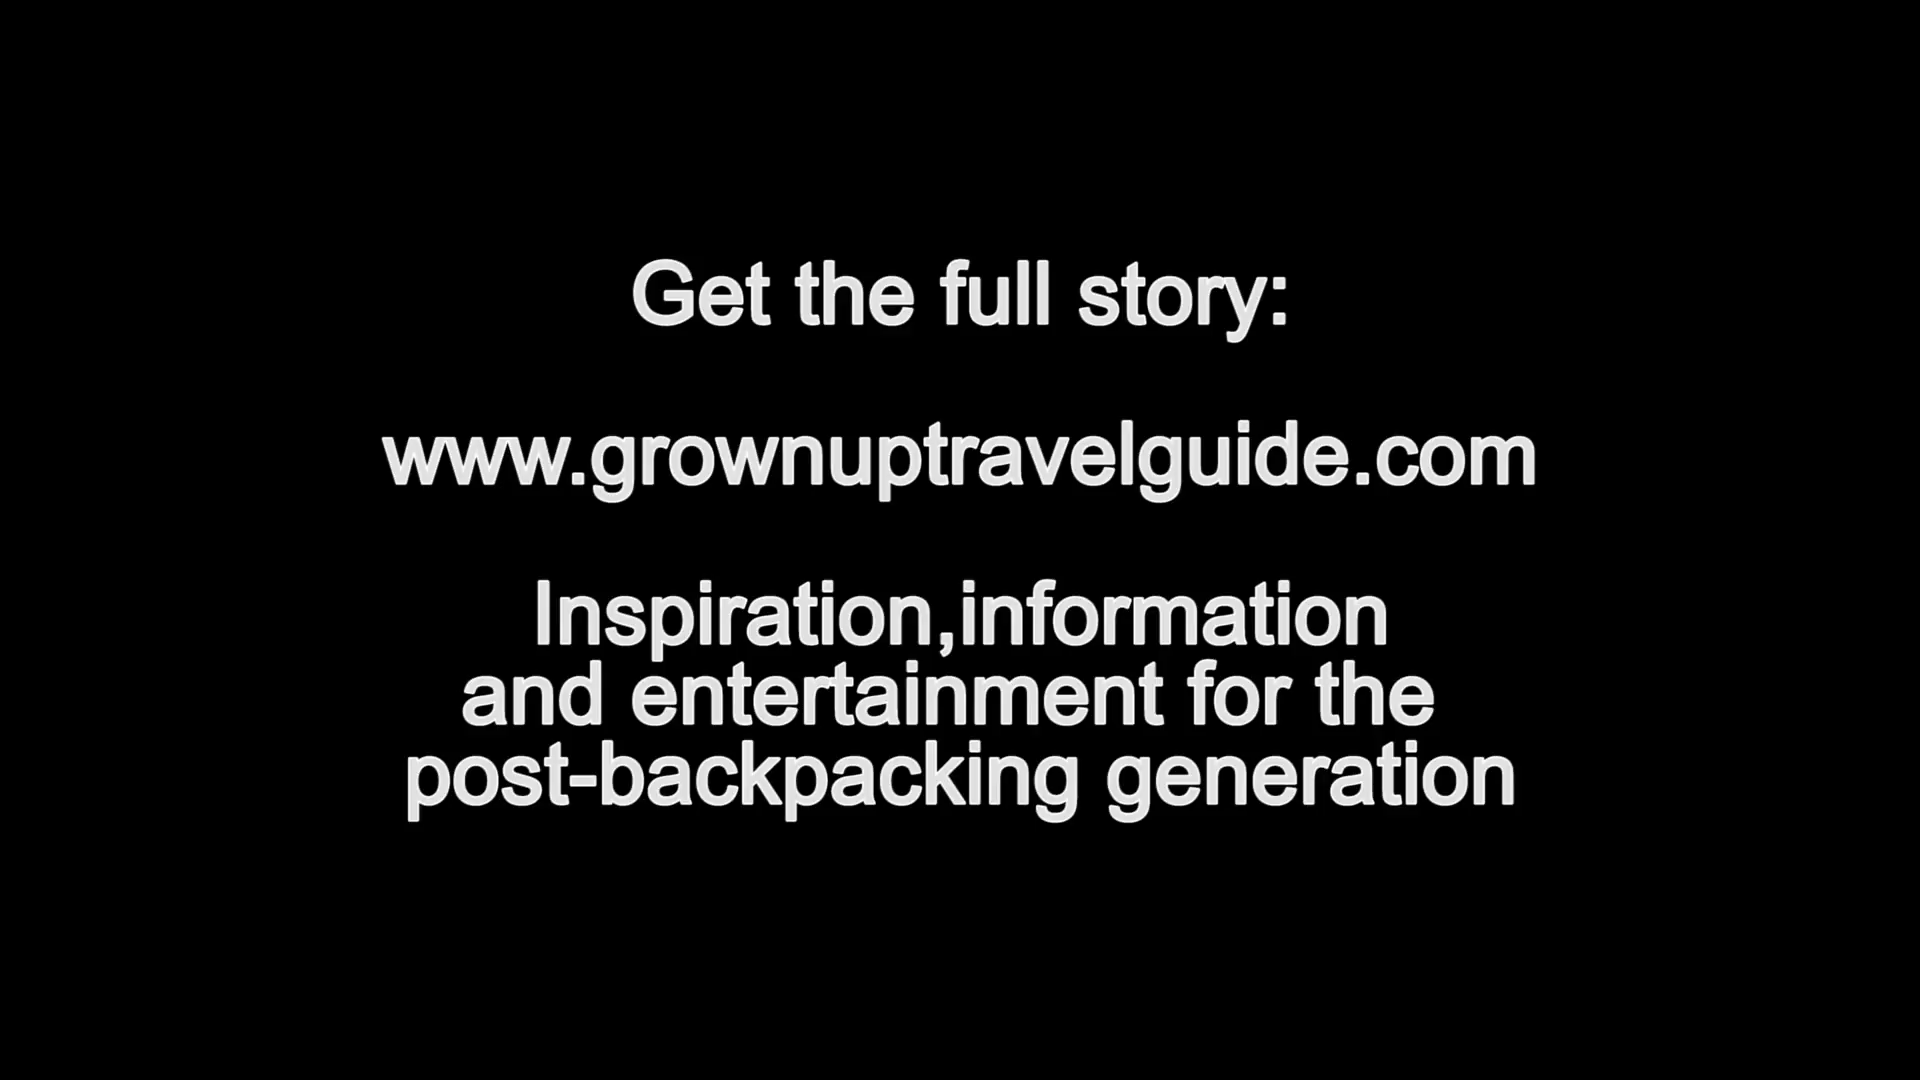 Get the full story:
www.grownuptravelguide.com
Inspiration,information
and entertainment for the
post-backpacking generation